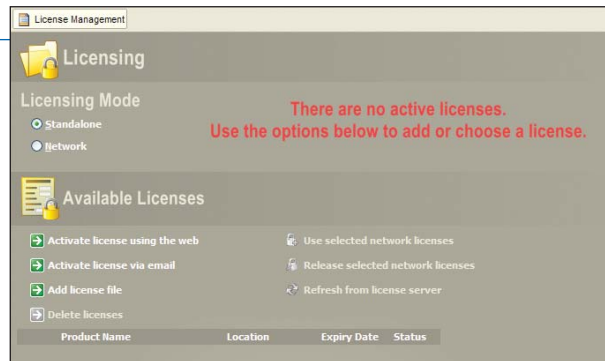 License Management
Licensing
Licensing Mode
There are no active licenses.
Use the options below to add or choose a license.
Standalone
Network
Available Licenses
Activate license using the web
Use selected network licenses
Activate license via email
Release selected network licenses
Add license file
Refresh from license server
Delete licenses
Product Name Location Expiry Date Status